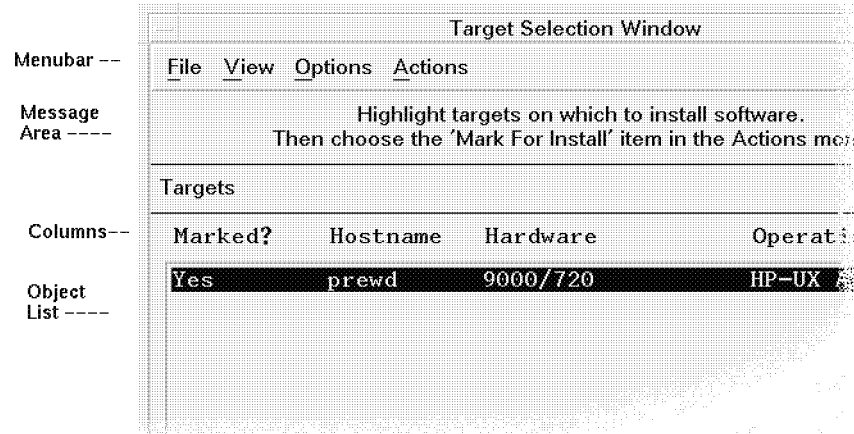 Target Selection Window
Menubar --
File View Options Actions
Message
Area ----
Highlight targets on which to install software.
Then choose the 'Mark For Install' item in the Actions
Targets
Columns--
Marked? Hostname Hardware
Yes prewd 9000/720 HP-UX
Object
List ----